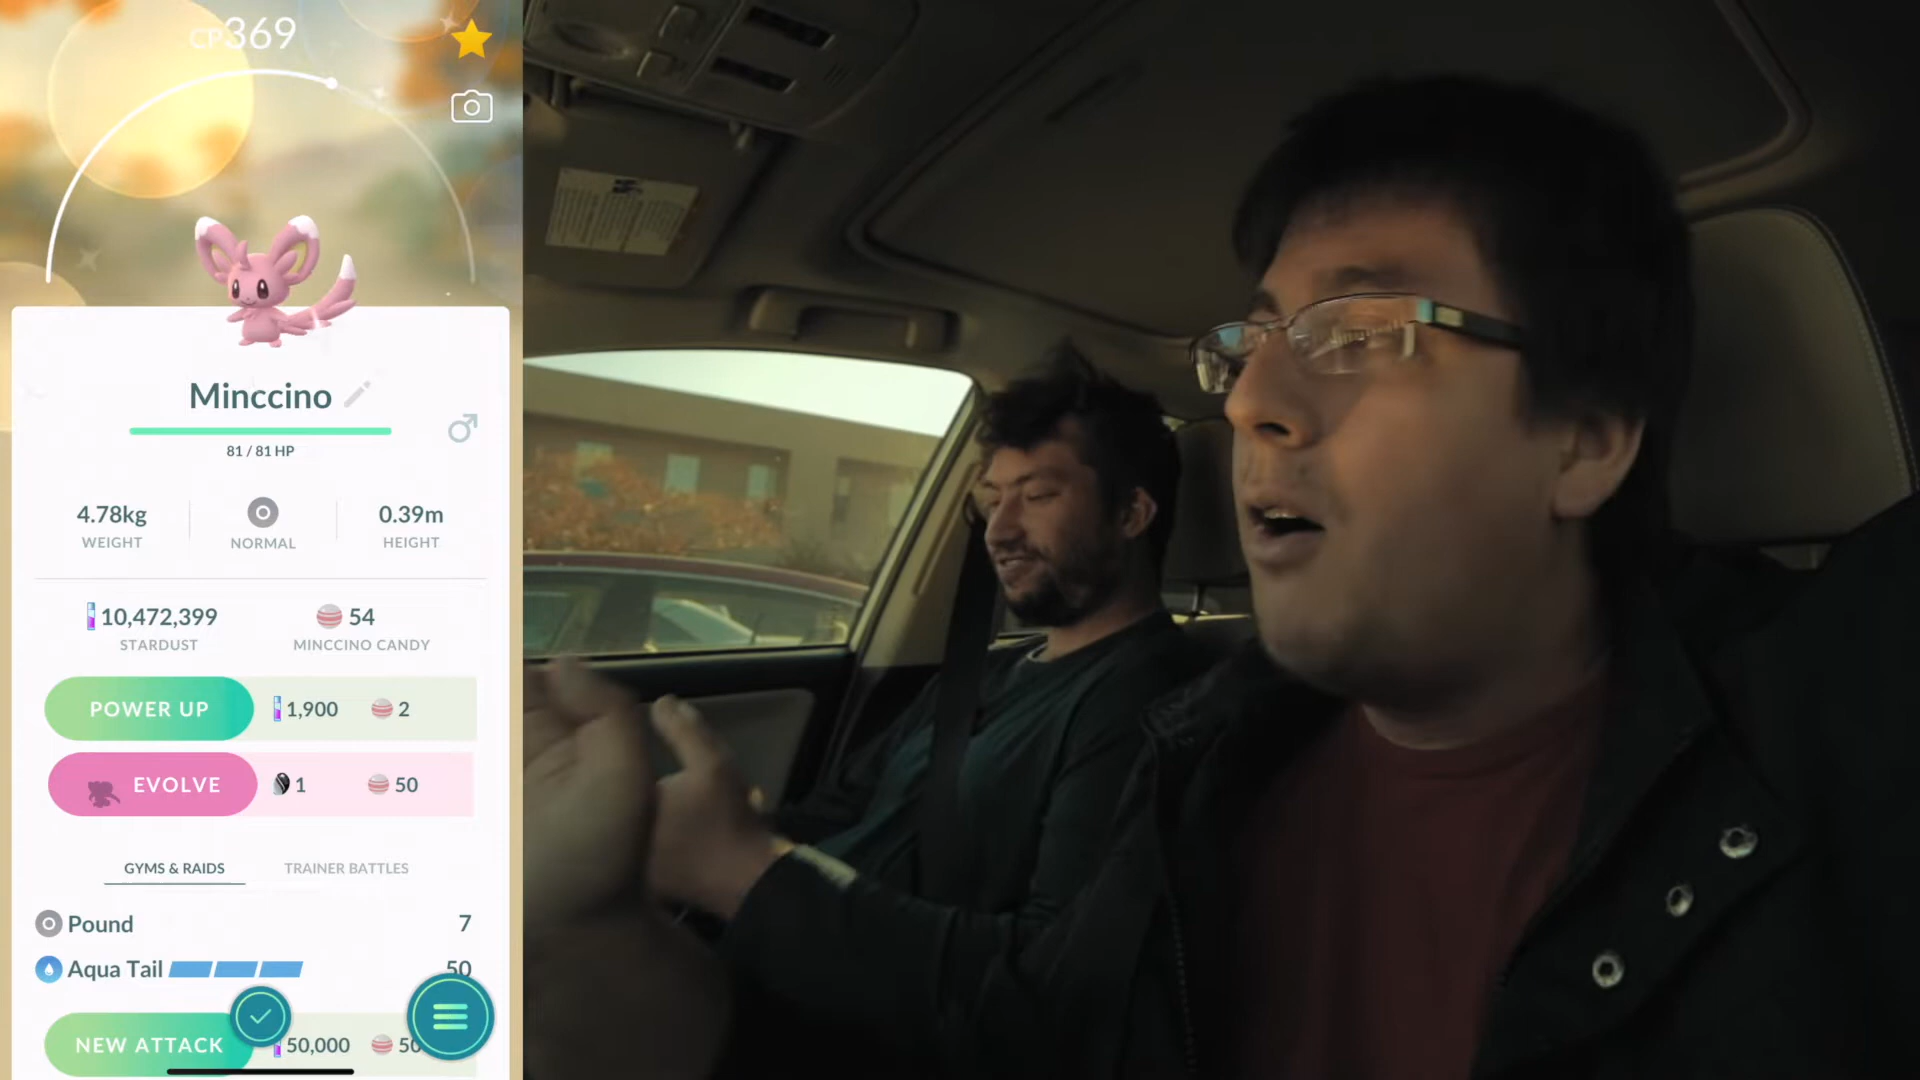 CP369
Minccino
81 / 81 HP
4.78kg
WEIGHT
NORMAL
0.39m
HEIGHT
10,472,399
STARDUST
54
MINCCINO CANDY
POWER UP 1,900 2
EVOLVE 1 50
GYMS & RAIDS TRAINER BATTLES
Pound 7
Aqua Tail 50
NEW ATTACK 50,000